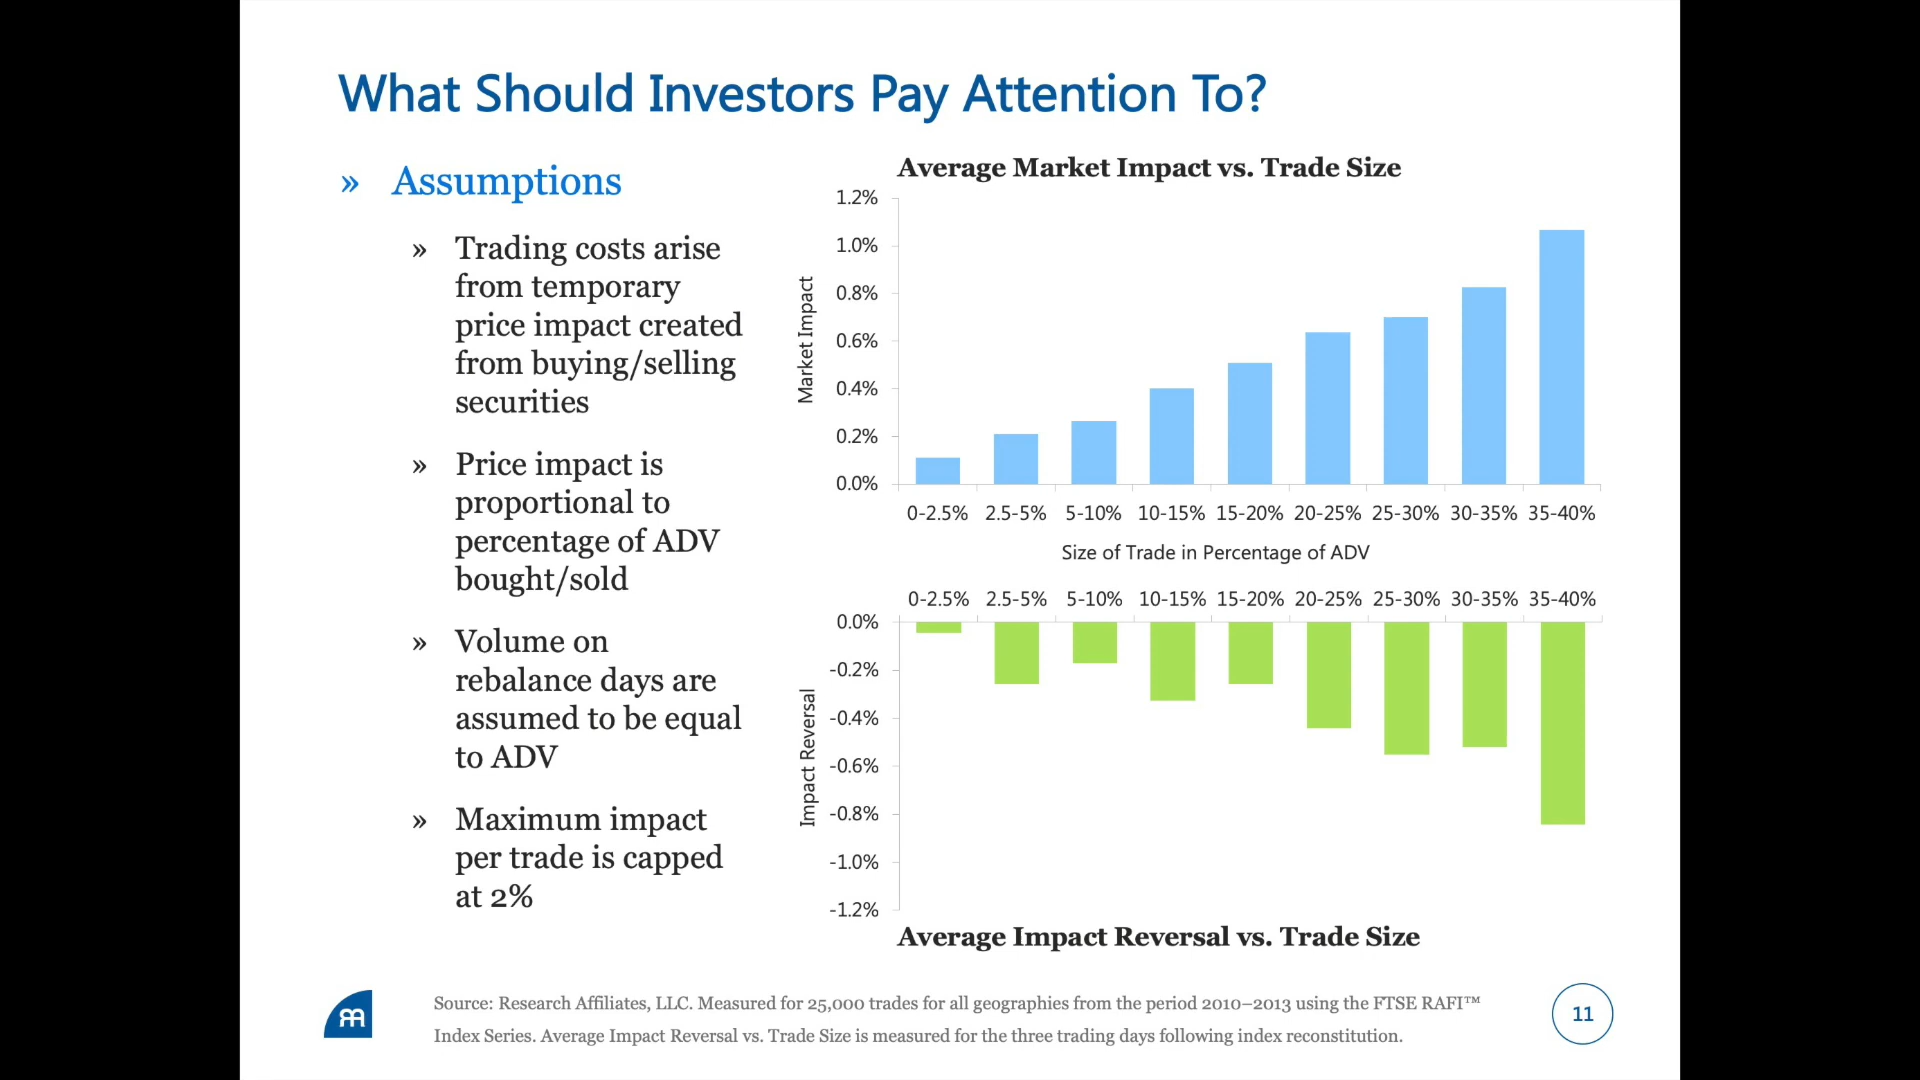 What Should Investors Pay Attention To?
» Assumptions
» Trading costs arise
from temporary
price impact created
from buying/selling
securities
» Price impact is
proportional to
percentage of ADV
bought/sold
» Volume on
rebalance days are
assumed to be equal
to ADV
» Maximum impact
per trade is capped
at 2%
Average Market Impact vs. Trade Size
Market Impact
1.2%
1.0%
0.8%
0.6%
0.4%
0.2%
0.0%
0-2.5% 2.5-5% 5-10% 10-15% 15-20% 20-25% 25-30% 30-35% 35-40%
Size of Trade in Percentage of ADV
0-2.5% 2.5-5% 5-10% 10-15% 15-20% 20-25% 25-30% 30-35% 35-40%
Impact Reversal
0.0%
-0.2%
-0.4%
-0.6%
-0.8%
-1.0%
-1.2%
Average Impact Reversal vs. Trade Size
Source: Research Affiliates, LLC. Measured for 25,000 trades for all geographies from the period 2010–2013 using the FTSE RAFI™
Index Series. Average Impact Reversal vs. Trade Size is measured for the three trading days following index reconstitution.
11